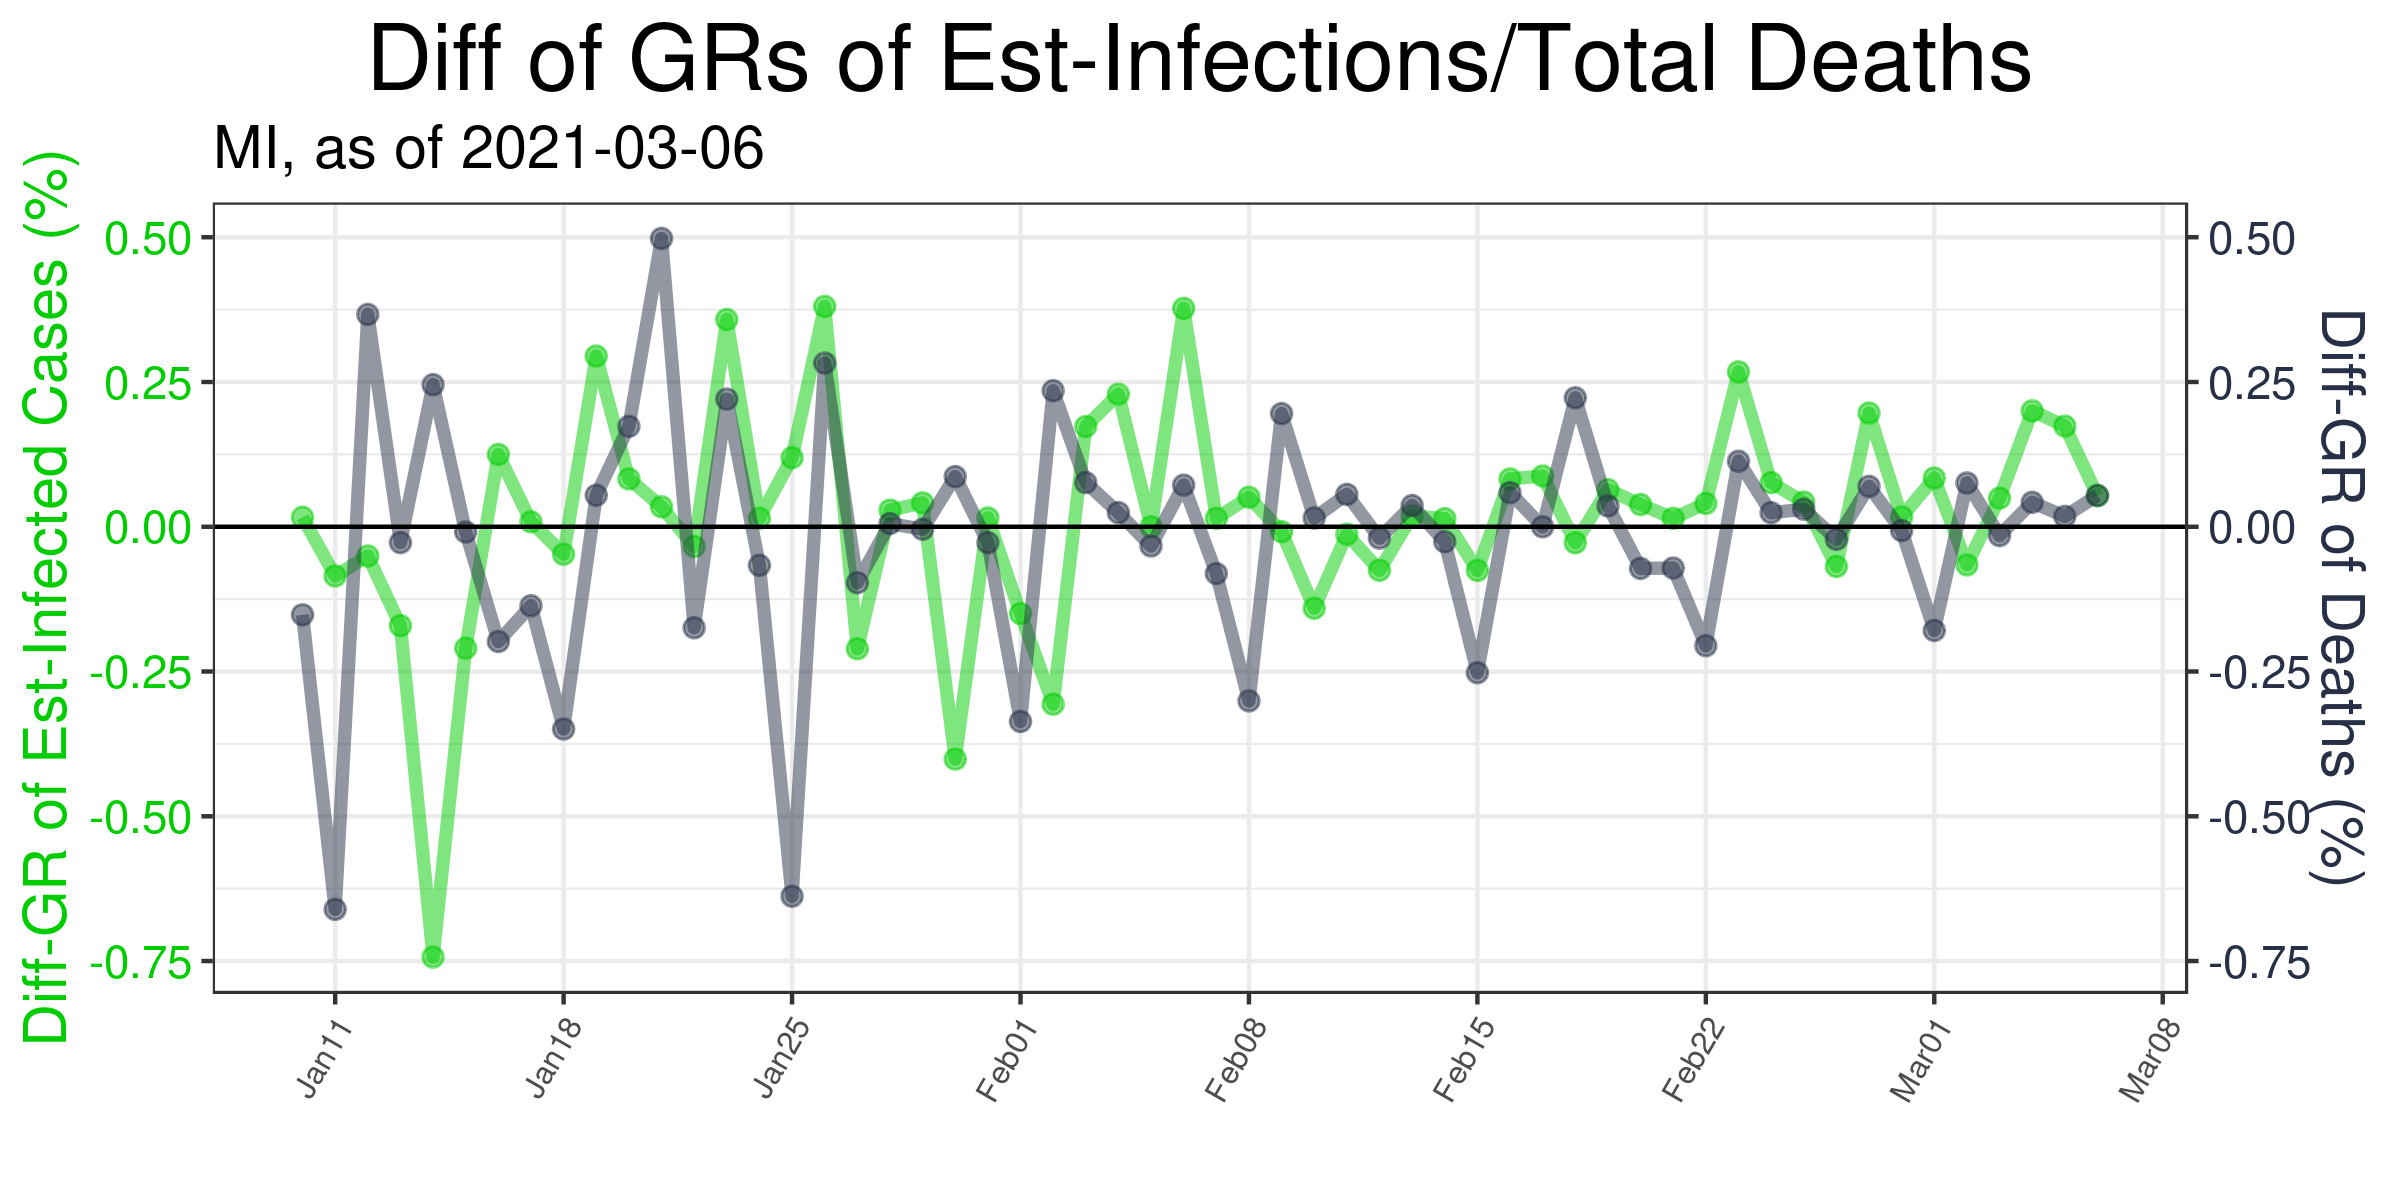 Diff of GRs of Est-Infections/Total Deaths
MI, as of 2021-03-06
Diff-GR of Est-Infected Cases (%)
0.50
0.25
0.00
-0.25
-0.50
-0.75
0.50
0.25
0.00
-0.25
-0.50
-0.75
Diff-GR of Deaths (%)
Jan11
Jan18
Jan25
Feb01
Feb08
Feb15
Feb22
Mar01
Mar08